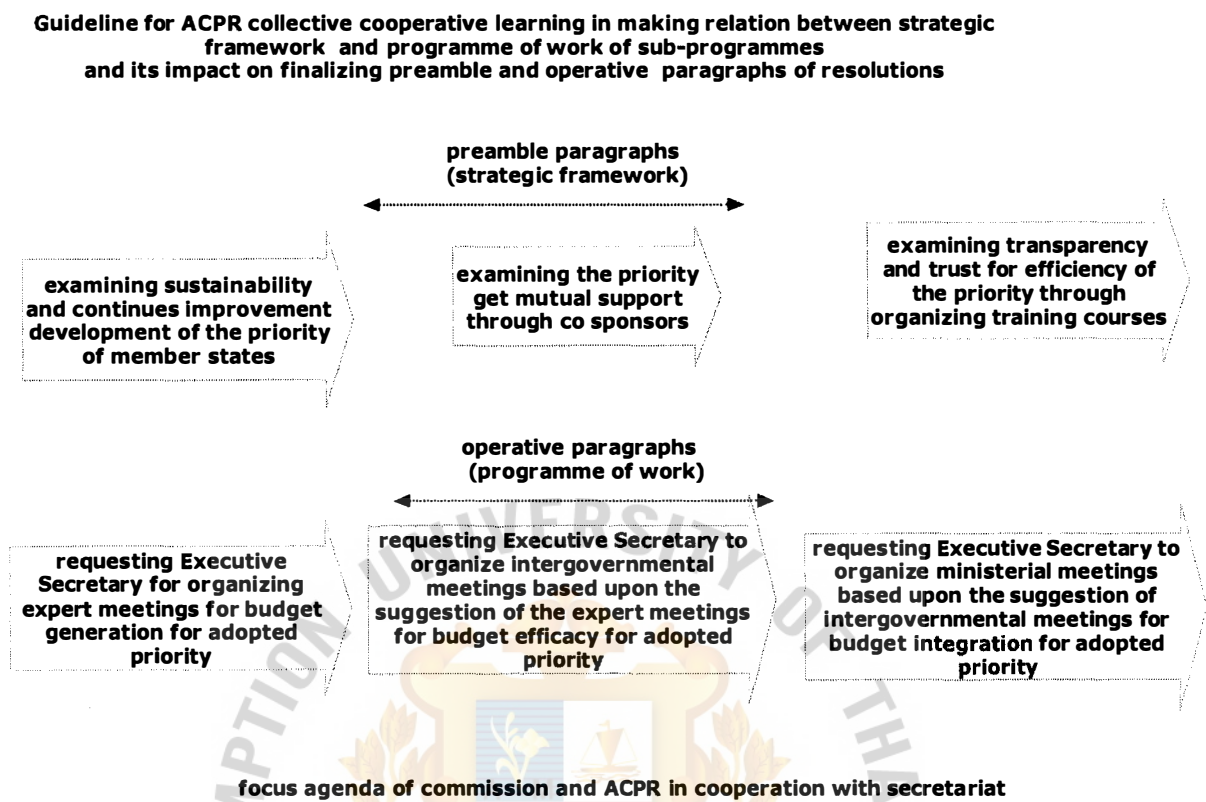 Guideline for ACPR collective cooperative learning in making relation between strategic
framework and programme of work of sub-programmes
and its impact on finalizing preamble and operative paragraphs of resolutions
preamble paragraphs
(strategic framework)
examining sustainability
and continues improvement
development of the priority
of member states
examining the priority
get mutual support
through co sponsors
examining transparency
and trust for efficiency of
the priority through
organizing training courses
operative paragraphs
(programme of work)
requesting Executive
Secretary for organizing
expert meetings for budget
generation for adopted
priority
requesting Executive Secretary to
organize intergovernmental
meetings based upon the
suggestion of the expert meetings
for budget efficacy for adopted
priority
requesting Executive Secretary to
organize ministerial meetings
based upon the suggestion of
intergovernmental meetings for
budget integration for adopted
priority
UNIVERSITY OF THA
MPTION
focus agenda of commission and ACPR in cooperation with secretariat